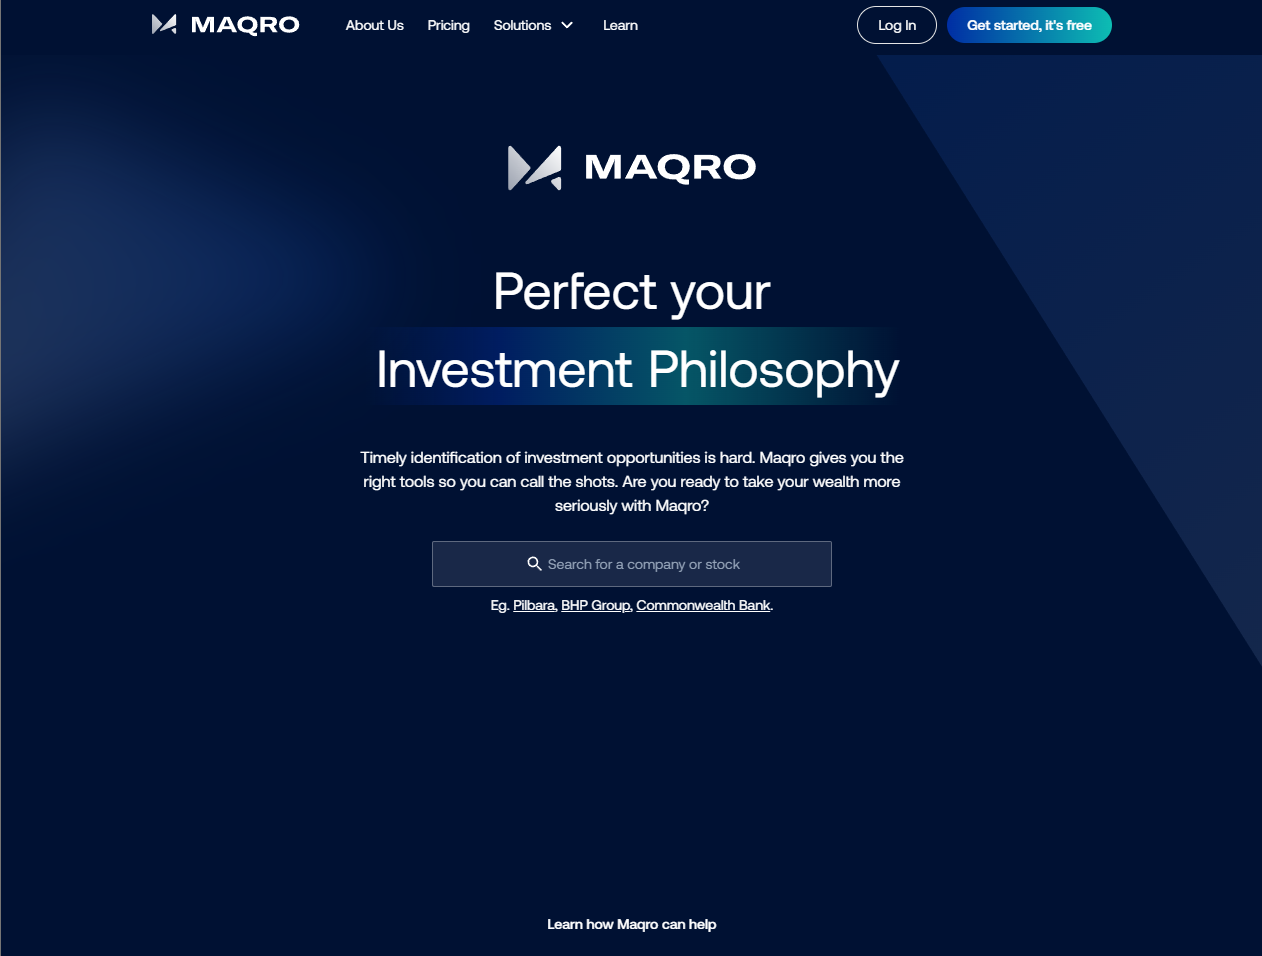 MAQRO
About Us
Pricing
Solutions
Learn
Log In
Get started, it's free
MAQRO
Perfect your
Investment Philosophy
Timely identification of investment opportunities is hard. Maqro gives you the
right tools so you can call the shots. Are you ready to take your wealth more
seriously with Maqro?
Search for a company or stock
Eg. Pilbara, BHP Group, Commonwealth Bank.
Learn how Maqro can help